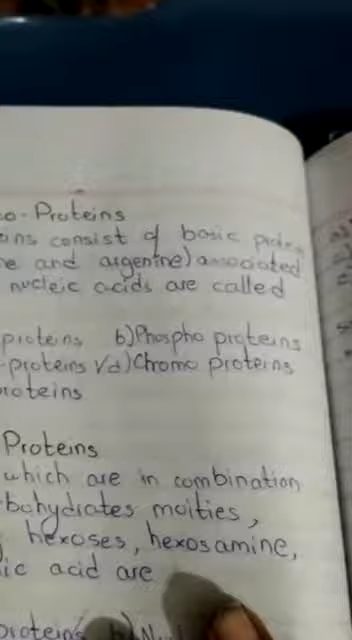 o-Proteins
ins consist of basic
e and argenine) associated
nucleic acids are called
proteins b) Phospho proteins
-proteins √d) Chromo proteins
roteins
Proteins
which are in combination
bohydrates moities,
hexoses, hexosamine,
ic acid are
proteins